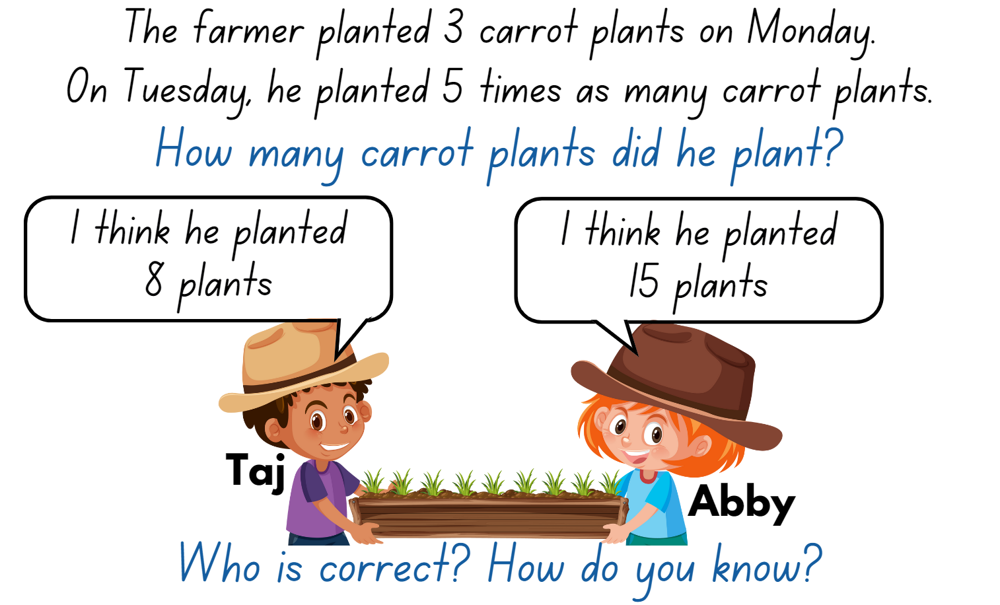 The farmer planted 3 carrot plants on Monday.
On Tuesday, he planted 5 times as many carrot plants.
How many carrot plants did he plant?
I think he planted
8 plants
I think he planted
15 plants
Taj
Abby
Who is correct? How do you know?